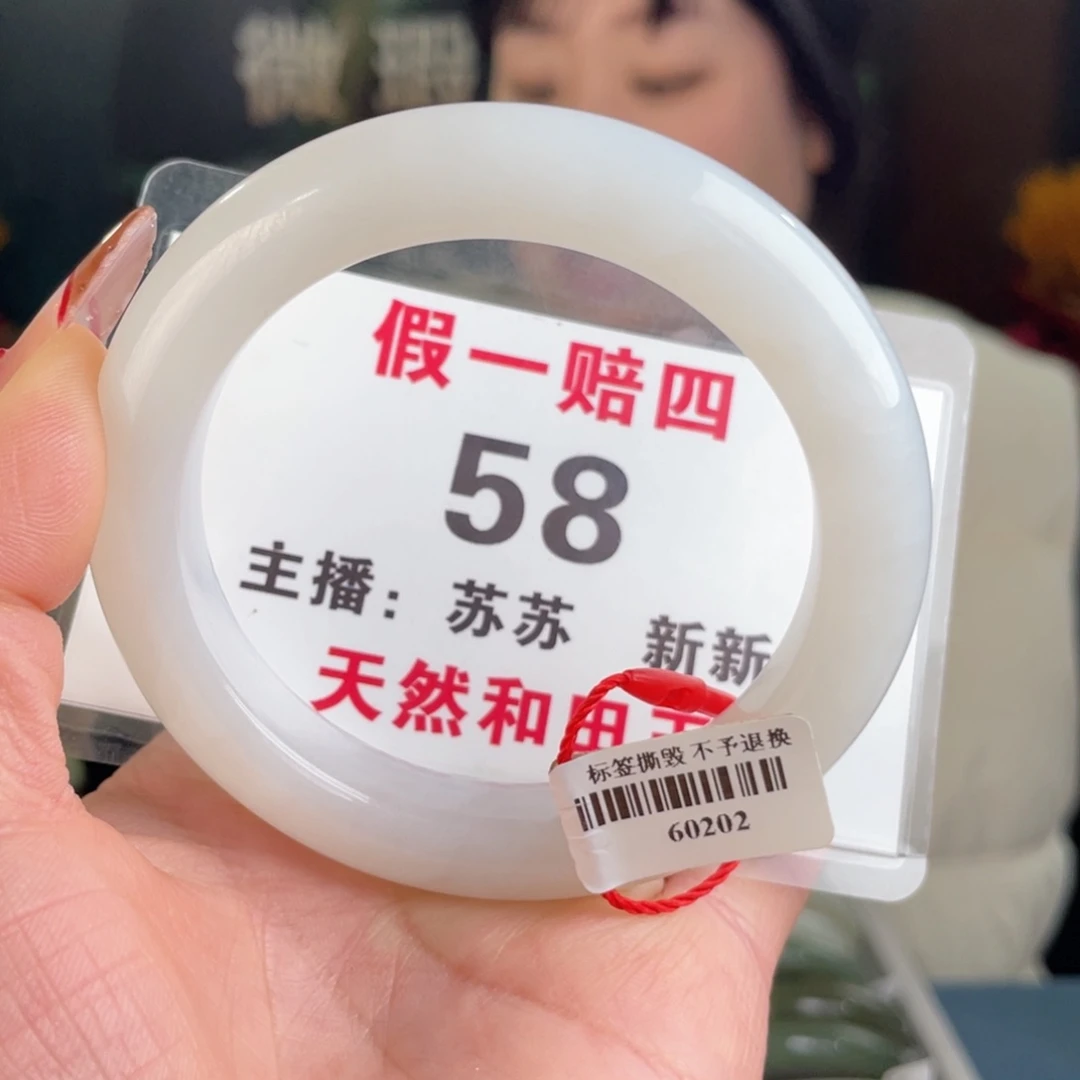 假一赔四
58
主播：苏苏 新新
天然和田玉
标签撕毁 不予退换
60202